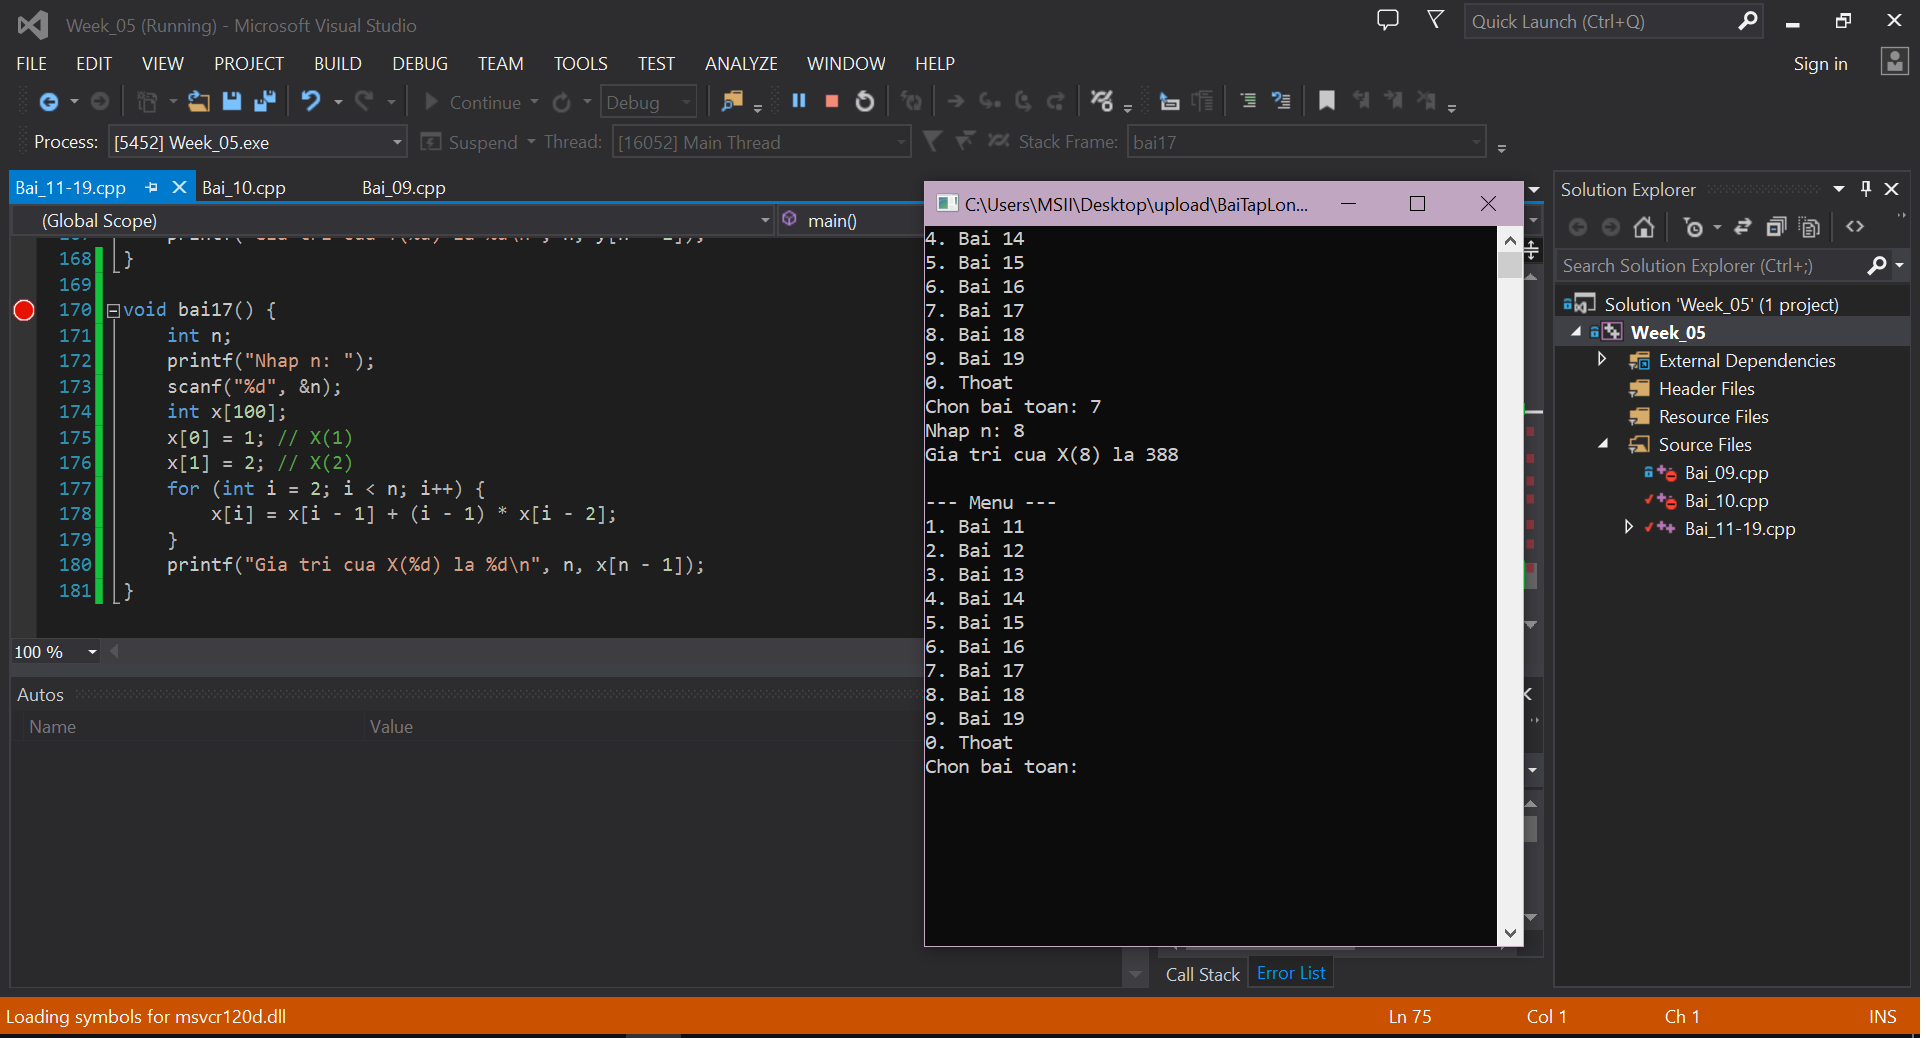 Week_05 (Running) - Microsoft Visual Studio
Quick Launch (Ctrl+Q)
FILE EDIT VIEW PROJECT BUILD DEBUG TEAM TOOLS TEST ANALYZE WINDOW HELP
Sign in
Continue Debug
Process: [5452] Week_05.exe Suspend Thread: [16052] Main Thread Stack Frame: bai17
Bai_11-19.cpp Bai_10.cpp Bai_09.cpp
(Global Scope) main()
168 }
169
170 void bai17() {
171 int n;
172 printf("Nhap n: ");
173 scanf("%d", &n);
174 int x[100];
175 x[0] = 1; // X(1)
176 x[1] = 2; // X(2)
177 for (int i = 2; i < n; i++) {
178 x[i] = x[i - 1] + (i - 1) * x[i - 2];
179 }
180 printf("Gia tri cua X(%d) la %d\n", n, x[n - 1]);
181 }
100 %
Autos
Name Value
C:\Users\MSII\Desktop\upload\BaiTapLon...
4. Bai 14
5. Bai 15
6. Bai 16
7. Bai 17
8. Bai 18
9. Bai 19
0. Thoat
Chon bai toan: 7
Nhap n: 8
Gia tri cua X(8) la 388
--- Menu ---
1. Bai 11
2. Bai 12
3. Bai 13
4. Bai 14
5. Bai 15
6. Bai 16
7. Bai 17
8. Bai 18
9. Bai 19
0. Thoat
Chon bai toan:
Call Stack Error List
Solution Explorer
Search Solution Explorer (Ctrl+;)
Solution 'Week_05' (1 project)
Week_05
External Dependencies
Header Files
Resource Files
Source Files
Bai_09.cpp
Bai_10.cpp
Bai_11-19.cpp
Loading symbols for msvcr120d.dll
Ln 75 Col 1 Ch 1 INS